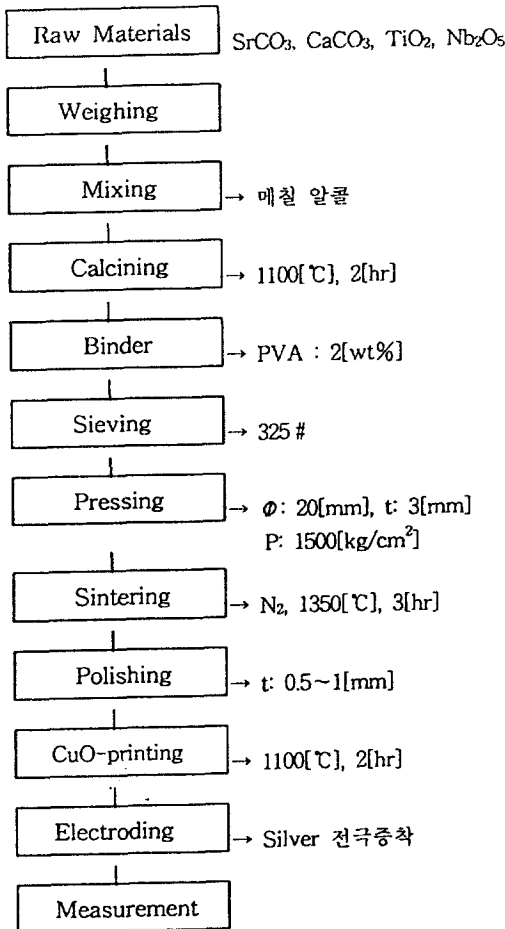 Raw Materials SrCO₃, CaCO₃, TiO₂, Nb₂O₅
Weighing
Mixing → 메칠 알콜
Calcining → 1100[℃], 2[hr]
Binder → PVA : 2[wt%]
Sieving → 325 #
Pressing → Φ: 20[mm], t: 3[mm]
P: 1500[kg/cm²]
Sintering → N₂, 1350[℃], 3[hr]
Polishing → t: 0.5~1[mm]
CuO-printing → 1100[℃], 2[hr]
Electroding → Silver 전극증착
Measurement